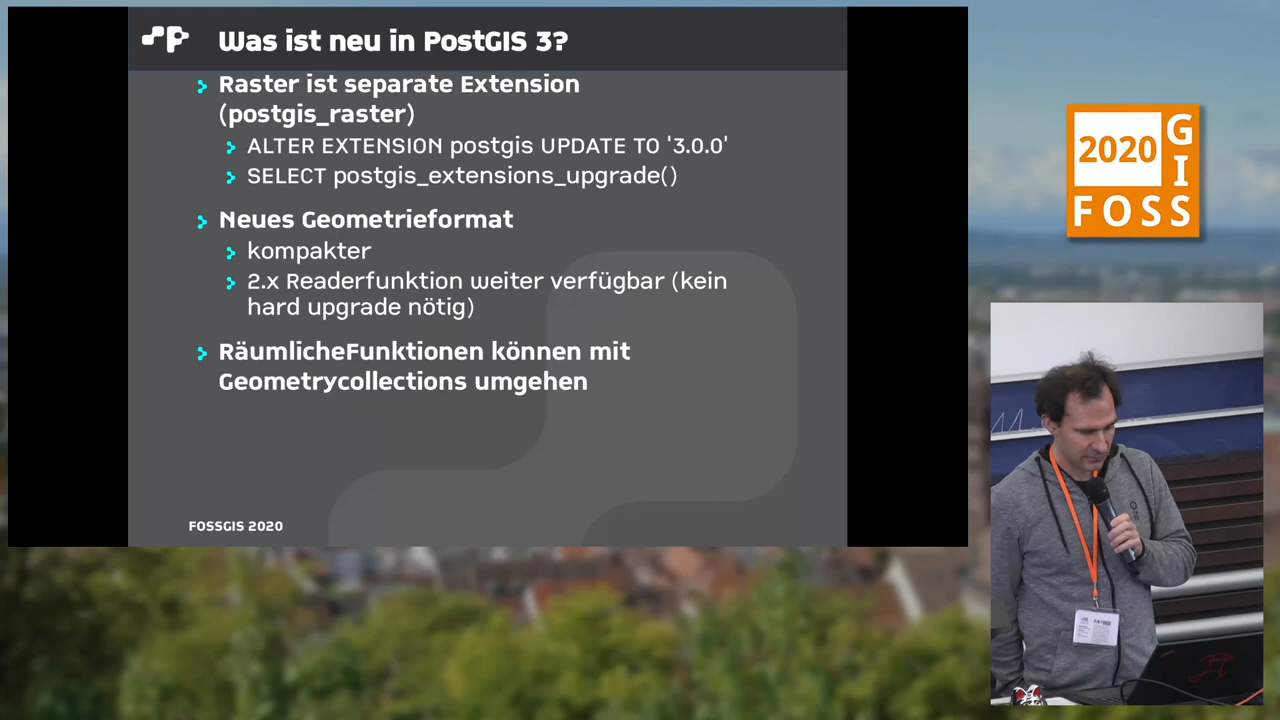 Was ist neu in PostGIS 3?
Raster ist separate Extension
(postgis_raster)
ALTER EXTENSION postgis UPDATE TO '3.0.0'
SELECT postgis_extensions_upgrade()
Neues Geometrieformat
kompakter
2.x Readerfunktion weiter verfügbar (kein
hard upgrade nötig)
RäumlicheFunktionen können mit
Geometrycollections umgehen
FOSSGIS 2020
2020
FOSSGIS